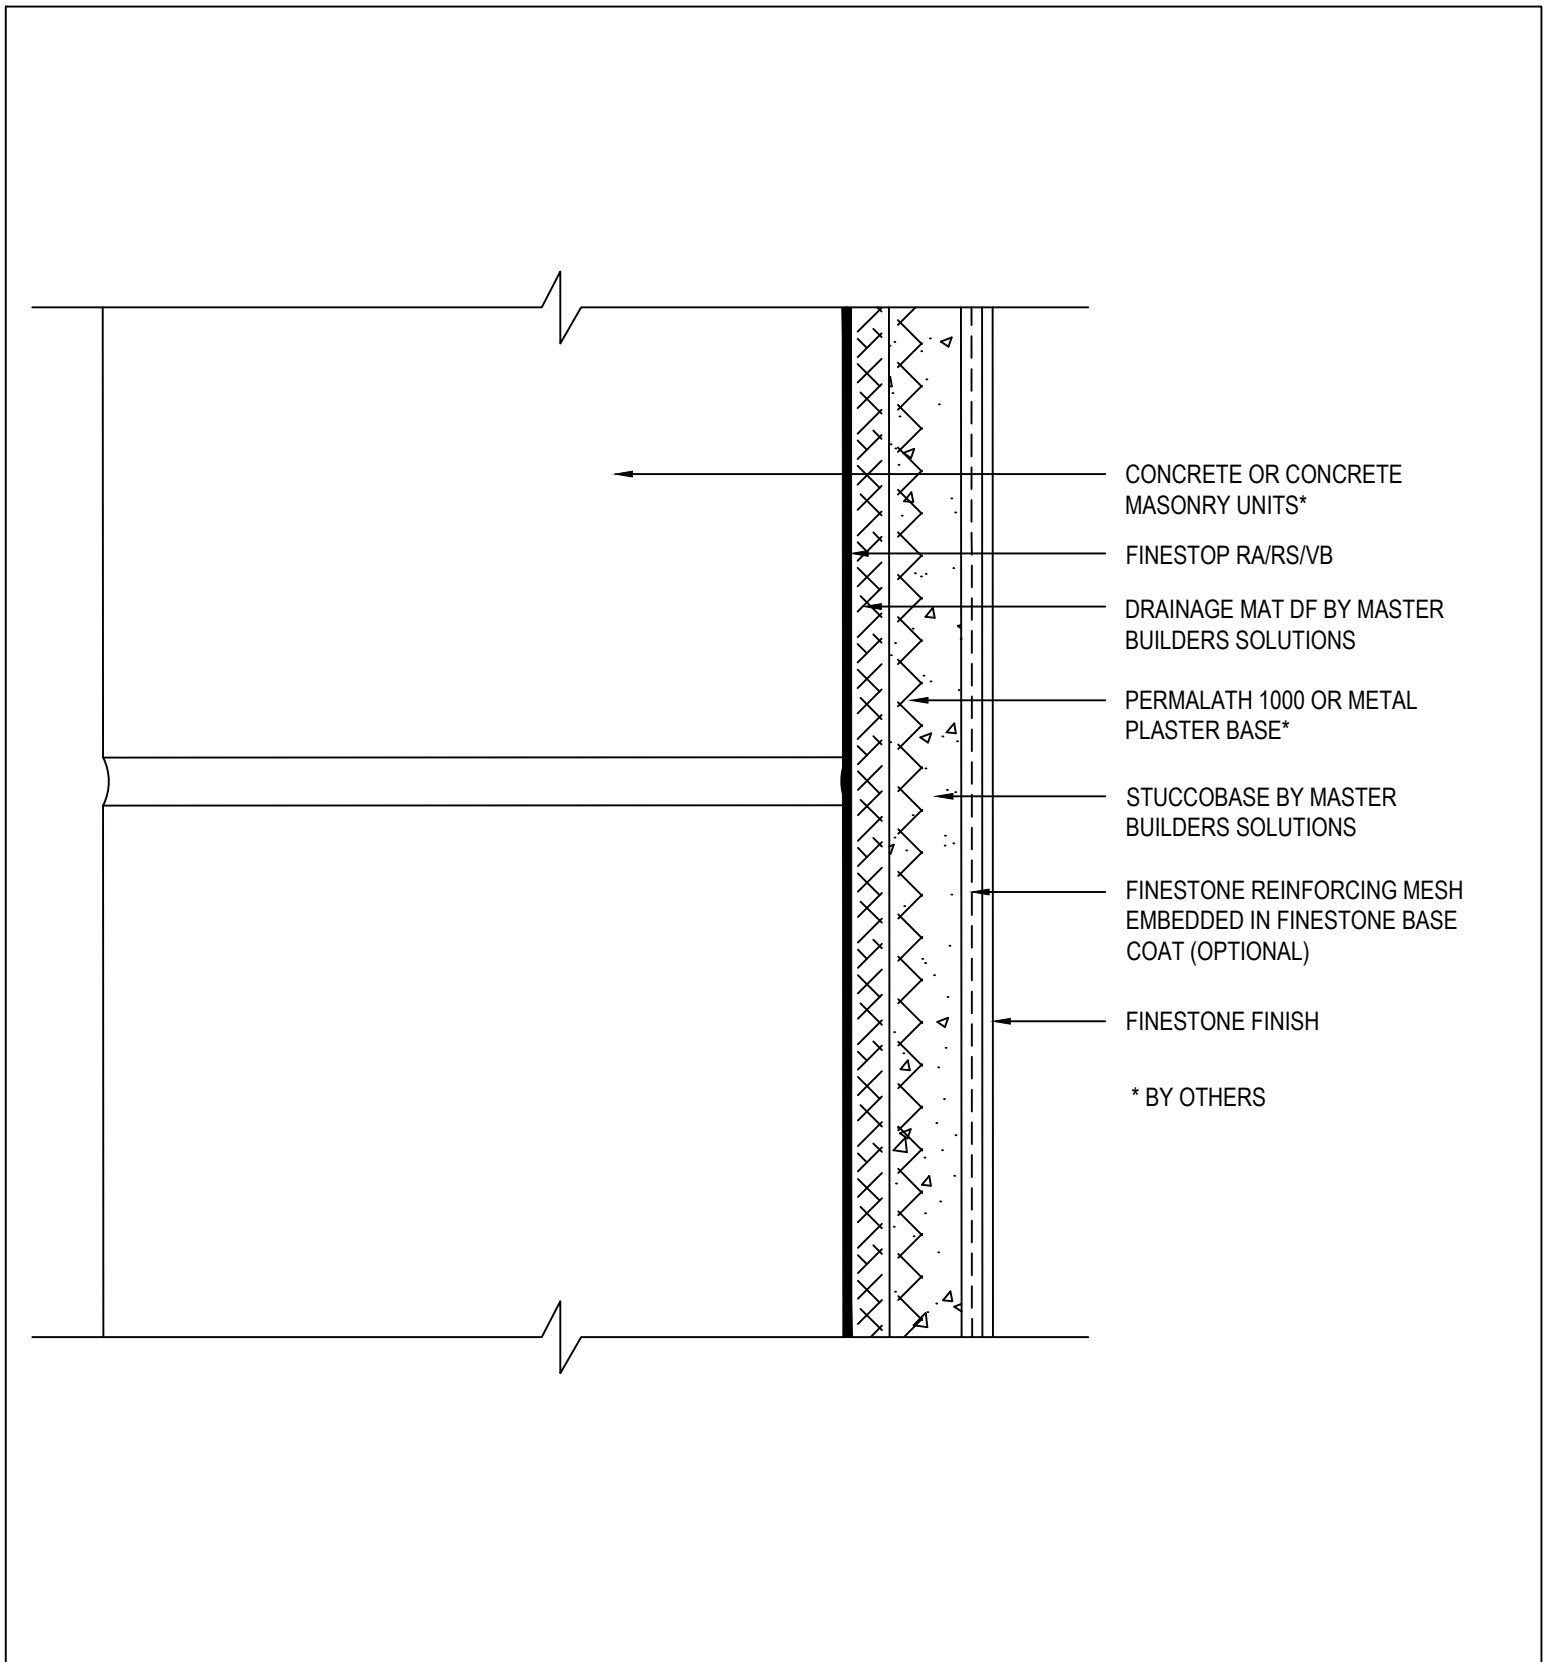 CONCRETE OR CONCRETE
MASONRY UNITS*
FINESTOP RA/RS/VB
DRAINAGE MAT DF BY MASTER
BUILDERS SOLUTIONS
PERMALATH 1000 OR METAL
PLASTER BASE*
STUCCOBASE BY MASTER
BUILDERS SOLUTIONS
FINESTONE REINFORCING MESH
EMBEDDED IN FINESTONE BASE
COAT (OPTIONAL)
FINESTONE FINISH
* BY OTHERS